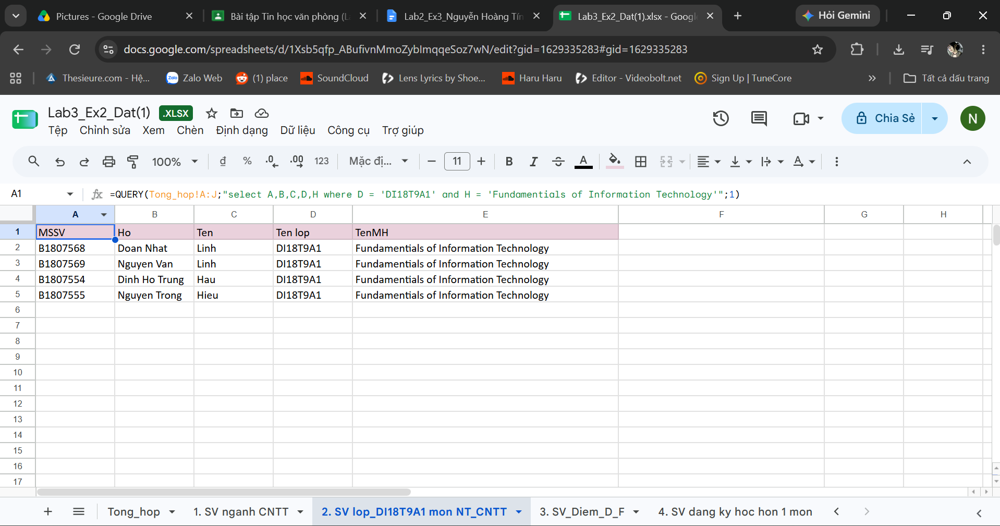 Pictures - Google Drive
Bài tập Tin học văn phòng (L
Lab2_Ex3_Nguyễn Hoàng Tín
Lab3_Ex2_Dat(1).xlsx - Google
Hỏi Gemini
docs.google.com/spreadsheets/d/1Xsb5qfp_ABufivnMmoZybImqqeSoz7wN/edit?gid=1629335283#gid=1629335283
Thesieure.com - Hệ...
Zalo Web
(1) place
SoundCloud
Lens Lyrics by Shoe...
Haru Haru
Editor - Videobolt.net
Sign Up | TuneCore
Tất cả dấu trang
Lab3_Ex2_Dat(1) .XLSX
Chia Sẻ
N
Tệp Chỉnh sửa Xem Chèn Định dạng Dữ liệu Công cụ Trợ giúp
100% đ % .0 .00 123 Mặc đị... 11 B I S A
A1 fx =QUERY(Tong_hop!A:J;"select A,B,C,D,H where D = 'DI18T9A1' and H = 'Fundamentials of Information Technology'";1)
A B C D E F G H
1 MSSV Ho Ten Ten lop TenMH
2 B1807568 Doan Nhat Linh DI18T9A1 Fundamentials of Information Technology
3 B1807569 Nguyen Van Linh DI18T9A1 Fundamentials of Information Technology
4 B1807554 Dinh Ho Trung Hau DI18T9A1 Fundamentials of Information Technology
5 B1807555 Nguyen Trong Hieu DI18T9A1 Fundamentials of Information Technology
6
7
8
9
10
11
12
13
14
15
16
17
Tong_hop 1. SV nganh CNTT 2. SV lop_DI18T9A1 mon NT_CNTT 3. SV_Diem_D_F 4. SV dang ky hoc hon 1 mon